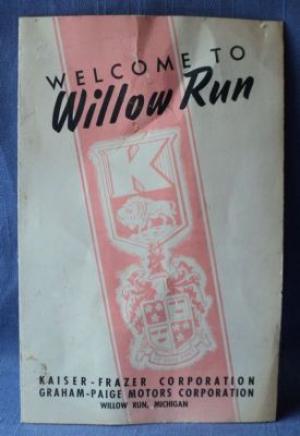 WELCOME TO
Willow Run
K
KAISER-FRAZER CORPORATION
GRAHAM-PAIGE MOTORS CORPORATION
WILLOW RUN, MICHIGAN